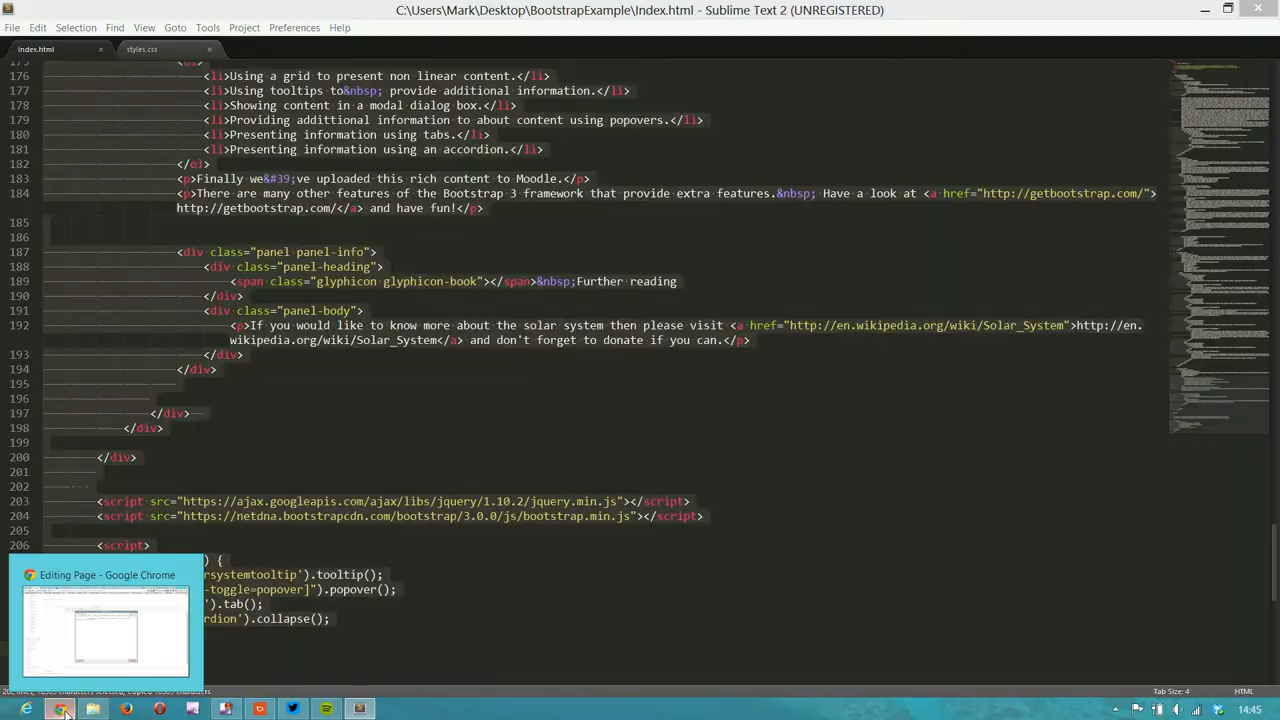 C:\Users\Mark\Desktop\BootstrapExample\Index.html - Sublime Text 2 (UNREGISTERED)
File Edit Selection Find View Goto Tools Project Preferences Help
Index.html × styles.css ×
175 <ol>
176 <li>Using a grid to present non linear content.</li>
177 <li>Using tooltips to&nbsp; provide additional information.</li>
178 <li>Showing content in a modal dialog box.</li>
179 <li>Providing addittional information to about content using popovers.</li>
180 <li>Presenting information using tabs.</li>
181 <li>Presenting information using an accordian.</li>
182 </ol>
183 <p>Finally we&#39;ve uploaded this rich content to Moodle</p>
184 <p>There are many other features of the Bootstrap Framework that provide extra features.&nbsp; Have a look at <a href="http://getbootstrap.com/">
http://getbootstrap.com/</a> and have fun!</p>
185
186
187 <div class="panel panel-info">
188 <div class="panel-heading">
189 <span class="glyphicon glyphicon-book"><span>&nbsp;Further reading
190 </div>
191 <div class="panel-body">
192 <p>If you would like to know more about the solar system then please visit <a href="http://en.wikipedia.org/wiki/Solar_System">http://en.
wikipedia.org/wiki/Solar_System</a> and don't forget to donate if you can.</p>
193 </div>
194 </div>
195
196
197 </div>
198 </div>
199
200 </div>
201
202
203 <script src="https://ajax.googleapis.com/ajax/libs/jquery/1.10.2/jquery.min.js"></script>
204 <script src="https://netdna.bootstrapcdn.com/bootstrap/3.0.0/js/bootstrap.min.js"></script>
205
206 <script>
) {
Editing Page - Google Chrome
rsystemtooltip').tooltip();
toggle=popover]").popover();
').tab();
rdion').collapse();
Tab Size: 4 HTML
14:45